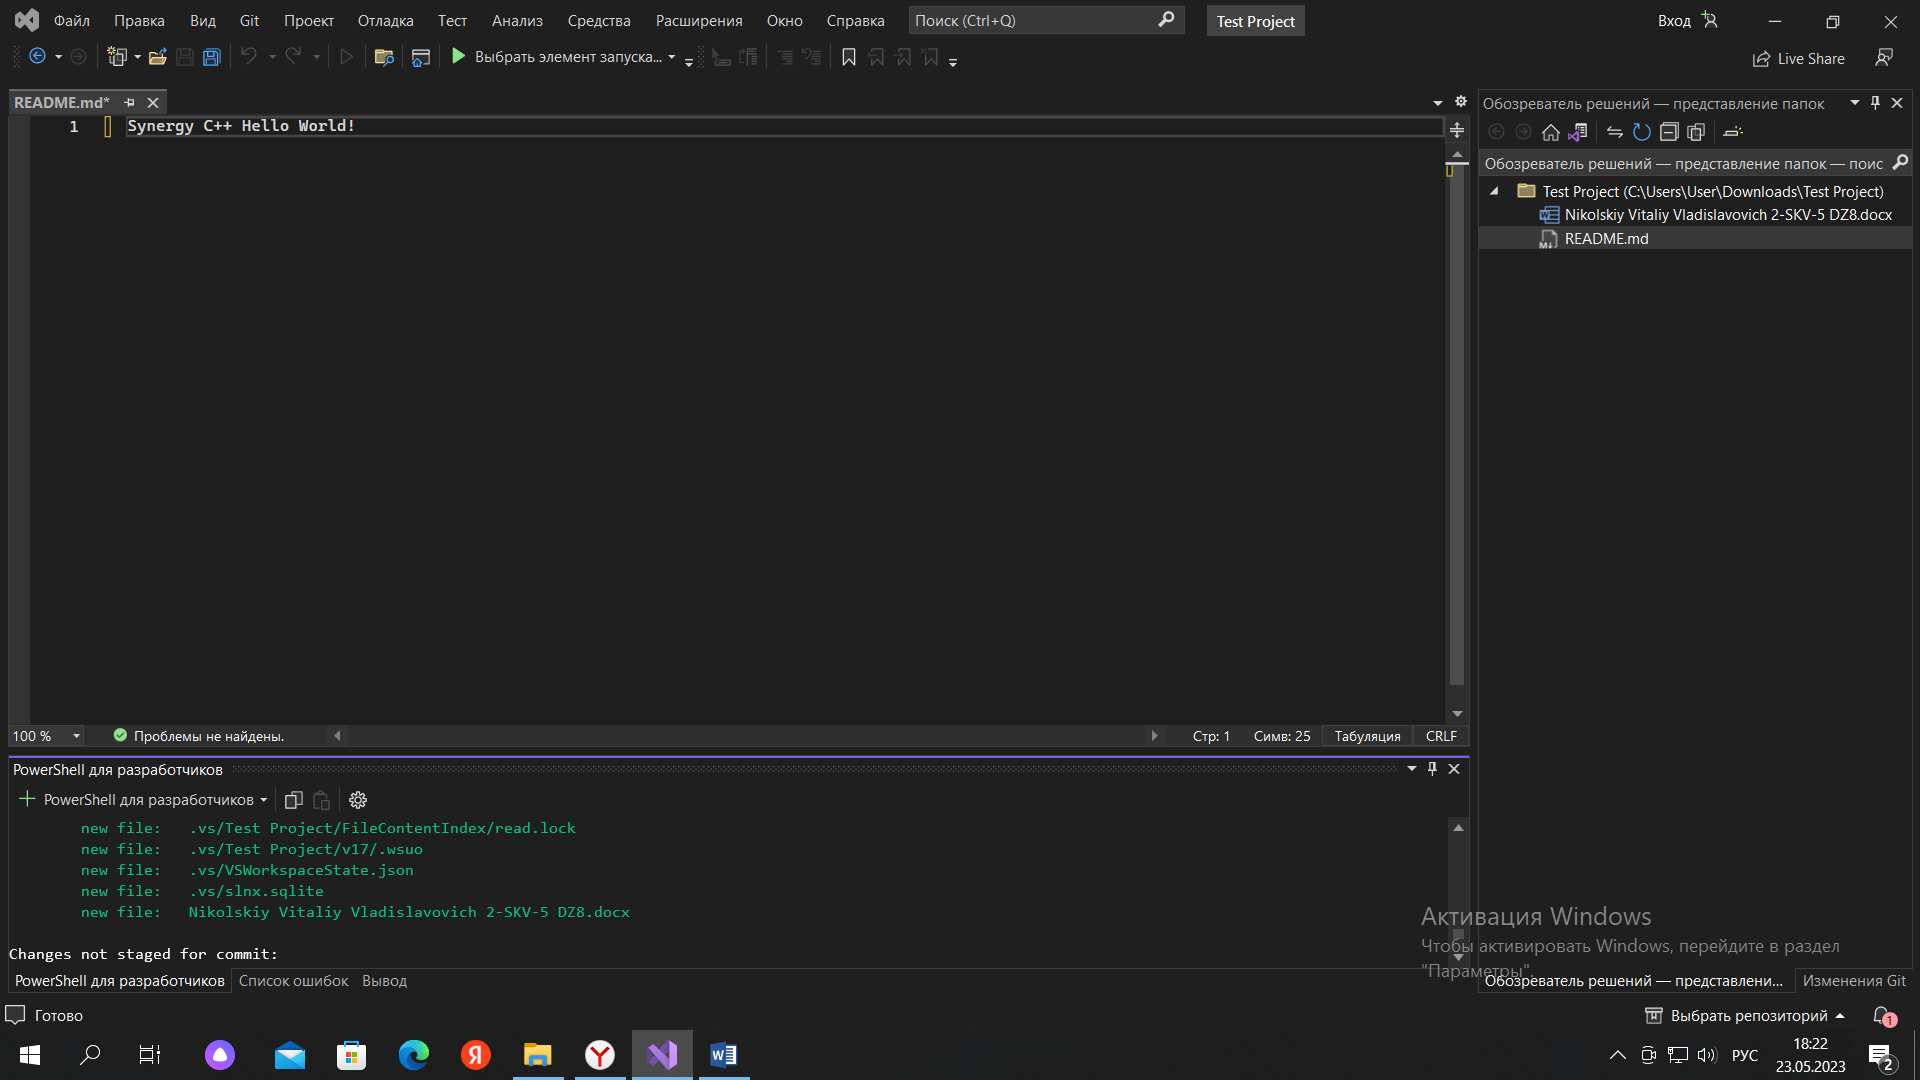 Файл Правка Вид Git Проект Отладка Тест Анализ Средства Расширения Окно Справка Поиск (Ctrl+Q) Test Project Вход
Выбрать элемент запуска... Live Share
README.md*
1 Synergy C++ Hello World!
100 % Проблемы не найдены. Стр: 1 Симв: 25 Табуляция CRLF
PowerShell для разработчиков
PowerShell для разработчиков
new file: .vs/Test Project/FileContentIndex/read.lock
new file: .vs/Test Project/v17/.wsuo
new file: .vs/VSWorkspaceState.json
new file: .vs/slnx.sqlite
new file: Nikolskiy Vitaliy Vladislavovich 2-SKV-5 DZ8.docx
Changes not staged for commit:
PowerShell для разработчиков Список ошибок Вывод
Обозреватель решений — представление папок
Обозреватель решений — представление папок — поис
Test Project (C:\Users\User\Downloads\Test Project)
Nikolskiy Vitaliy Vladislavovich 2-SKV-5 DZ8.docx
README.md
Активация Windows
Чтобы активировать Windows, перейдите в раздел
"Параметры".
Обозреватель решений — представлени... Изменения Git
Готово Выбрать репозиторий 1
РУС 18:22
23.05.2023 2